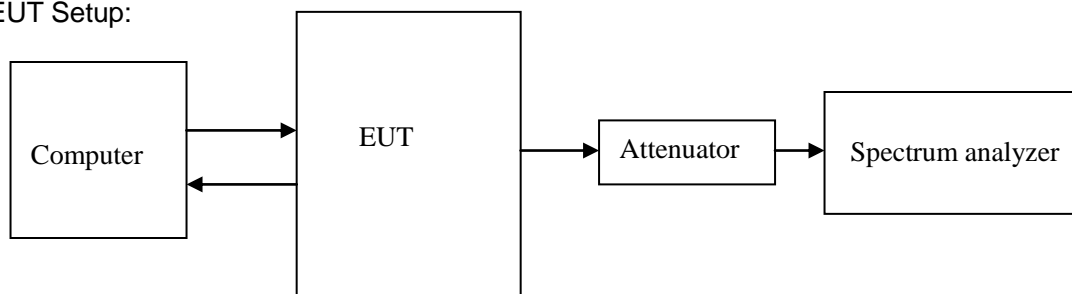 EUT Setup:
Computer
EUT
Attenuator
Spectrum analyzer